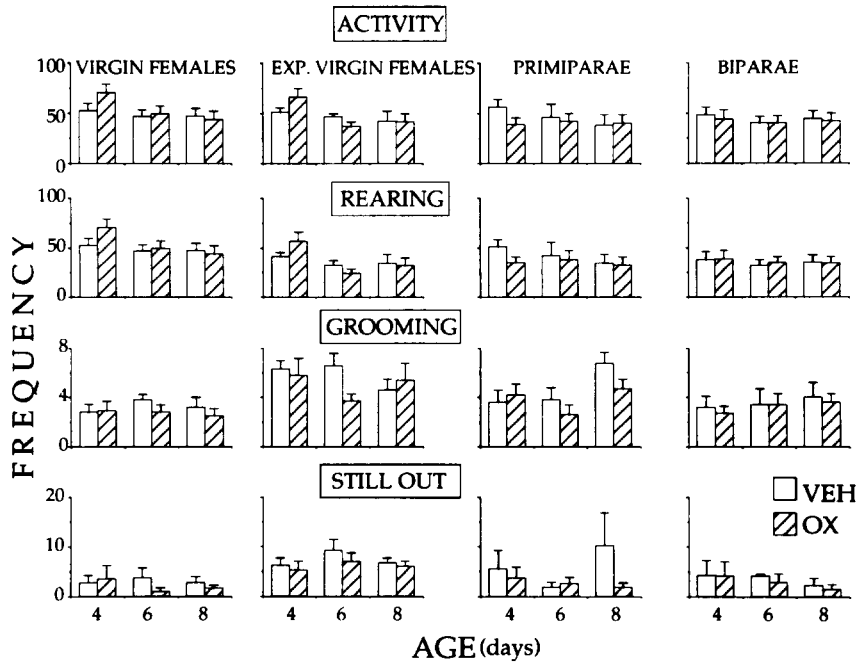 ACTIVITY
VIRGIN FEMALES EXP. VIRGIN FEMALES PRIMIPARAE BIPARAE
100
50
0
REARING
100
50
0
GROOMING
8
4
0
STILL OUT
20
10
0
FREQUENCY
VEH
OX
4 6 8 4 6 8 4 6 8 4 6 8
AGE (days)